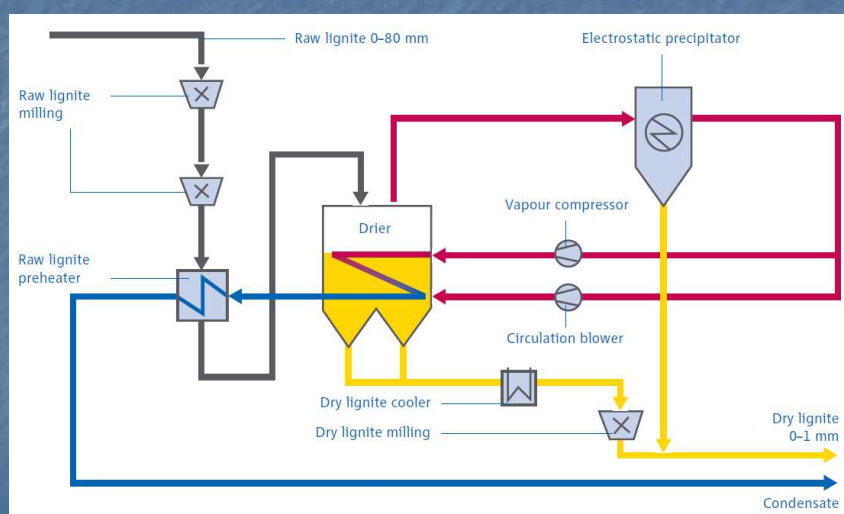 Raw lignite 0–80 mm
Electrostatic precipitator
Raw lignite
milling
Vapour compressor
Drier
Raw lignite
preheater
Circulation blower
Dry lignite cooler
Dry lignite milling
Dry lignite
0–1 mm
Condensate